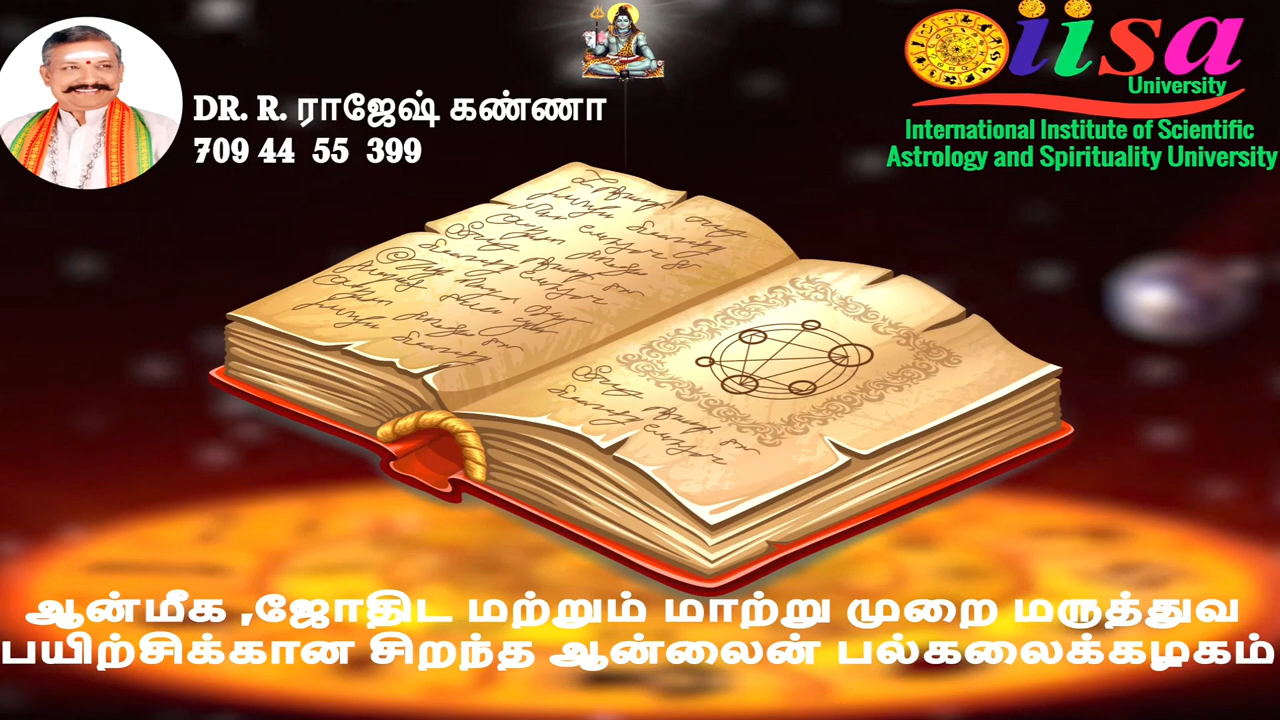 DR. R. ராஜேஷ் கண்ணா
709 44 55 399
iisa
University
International Institute of Scientific
Astrology and Spirituality University
ஆன்மீக ,ஜோதிட மற்றும் மாற்று முறை மருத்துவ
பயிற்சிக்கான சிறந்த ஆன்லைன் பல்கலைக்கழகம்